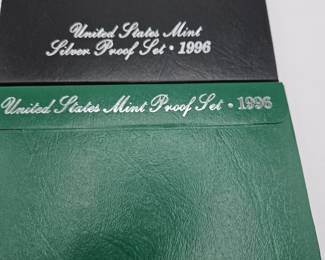 United States Mint
Silver Proof Set • 1996
United States Mint Proof Set • 1996